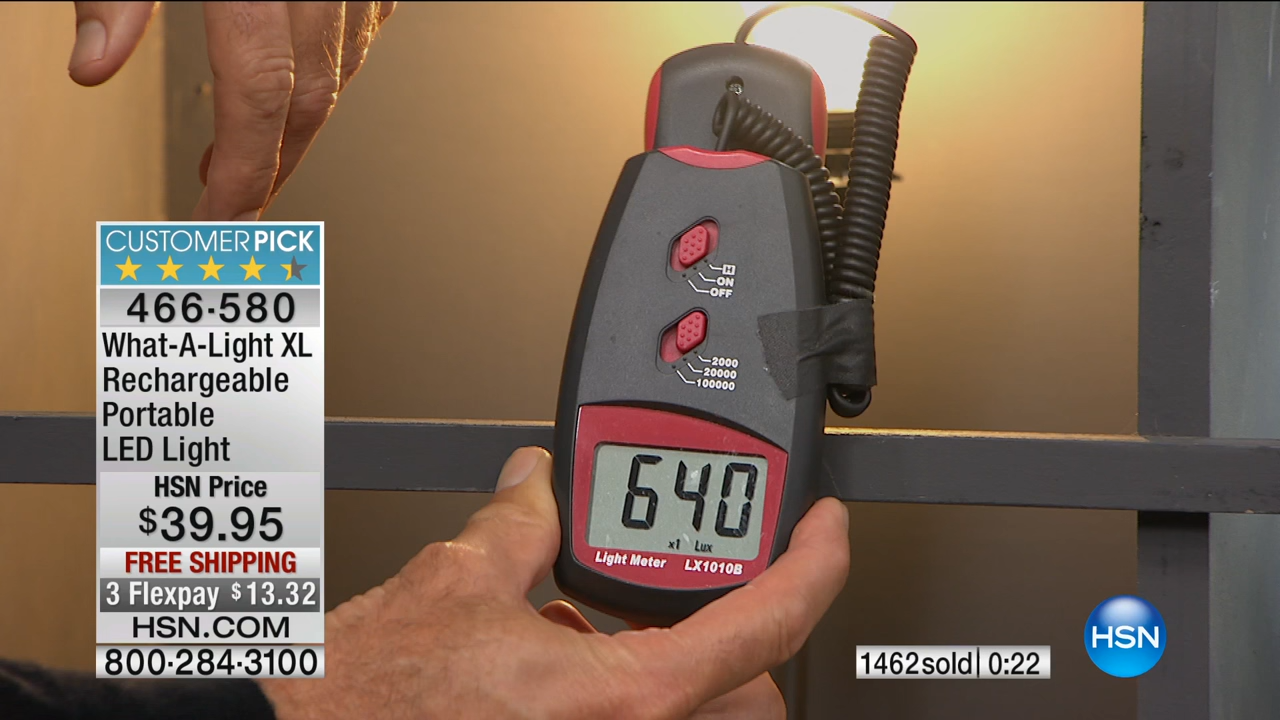 CUSTOMER PICK
466·580
What-A-Light XL
Rechargeable
Portable
LED Light
HSN Price
$39.95
FREE SHIPPING
3 Flexpay $13.32
HSN.COM
800·284·3100
H
ON
OFF
2000
20000
100000
640
x1 Lux
Light Meter LX1010B
1462 sold | 0:22
HSN